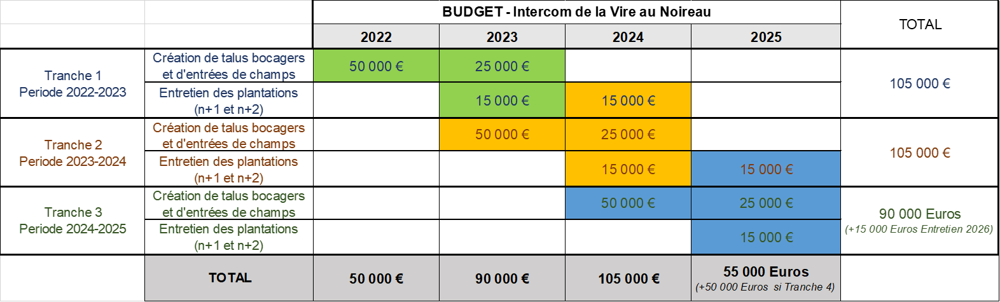 BUDGET - Intercom de la Vire au Noireau
TOTAL
2022 2023 2024 2025
Tranche 1
Periode 2022-2023
Création de talus bocagers
et d'entrées de champs
50 000 € 25 000 €
105 000 €
Entretien des plantations
(n+1 et n+2)
15 000 € 15 000 €
Tranche 2
Periode 2023-2024
Création de talus bocagers
et d'entrées de champs
50 000 € 25 000 €
105 000 €
Entretien des plantations
(n+1 et n+2)
15 000 € 15 000 €
Tranche 3
Periode 2024-2025
Création de talus bocagers
et d'entrées de champs
50 000 € 25 000 €
90 000 Euros
(+15 000 Euros Entretien 2026)
Entretien des plantations
(n+1 et n+2)
15 000 €
TOTAL 50 000 € 90 000 € 105 000 € 55 000 Euros
(+50 000 Euros si Tranche 4)